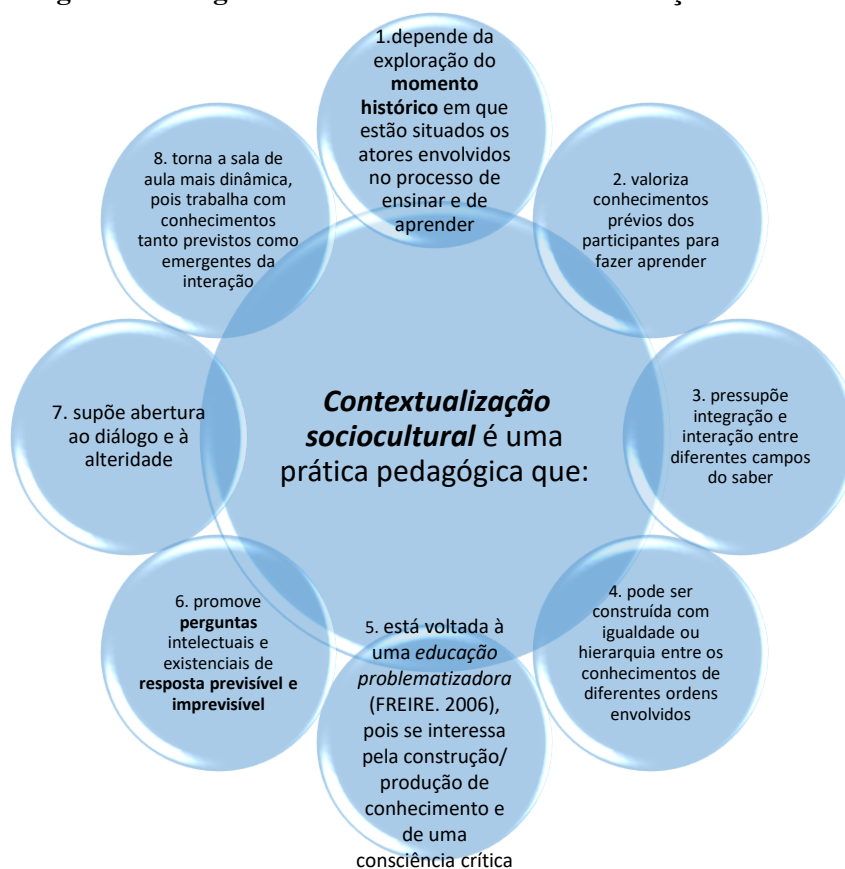 1.depende da
exploração do
momento
histórico em que
estão situados os
atores envolvidos
no processo de
ensinar e de
aprender
2. valoriza
conhecimentos
prévios dos
participantes para
fazer aprender
3. pressupõe
integração e
interação entre
diferentes campos
do saber
4. pode ser
construída com
igualdade ou
hierarquia entre os
conhecimentos de
diferentes ordens
envolvidos
5. está voltada à
uma educação
problematizadora
(FREIRE. 2006),
pois se interessa
pela construção/
produção de
conhecimento e
de uma
consciência crítica
6. promove
perguntas
intelectuais e
existenciais de
resposta previsível e
imprevisível
7. supõe abertura
ao diálogo e à
alteridade
8. torna a sala de
aula mais dinâmica,
pois trabalha com
conhecimentos
tanto previstos como
emergentes da
interação
Contextualização
sociocultural é uma
prática pedagógica que: